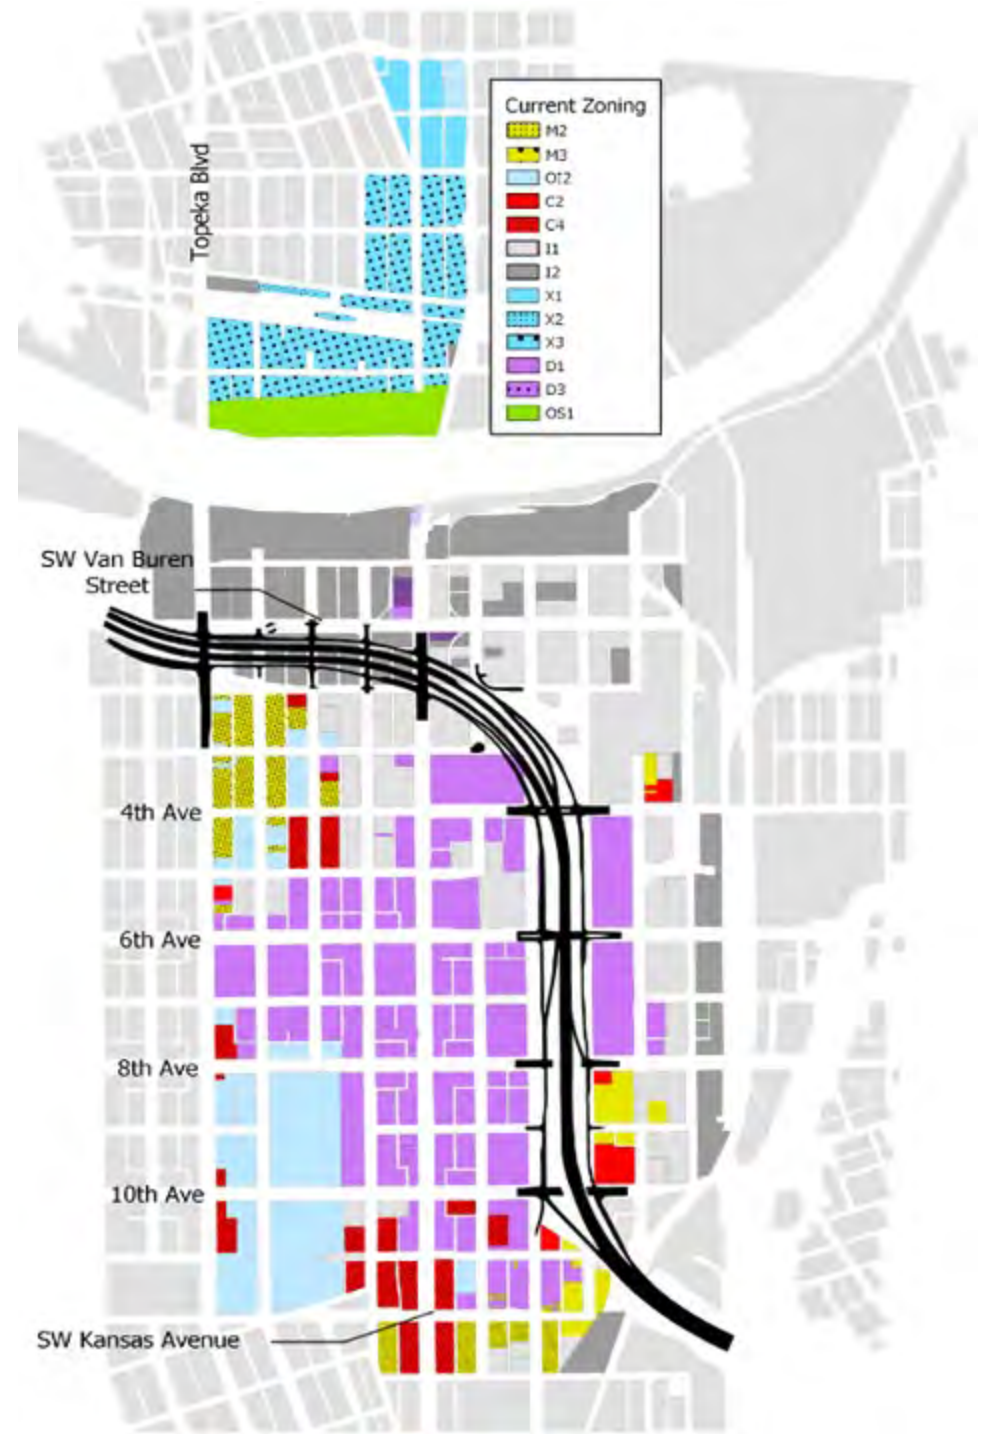 Topeka Blvd
Current Zoning
M2
M3
OI2
C2
C4
I1
I2
X1
X2
X3
D1
D3
OS1
SW Van Buren
Street
4th Ave
6th Ave
8th Ave
10th Ave
SW Kansas Avenue